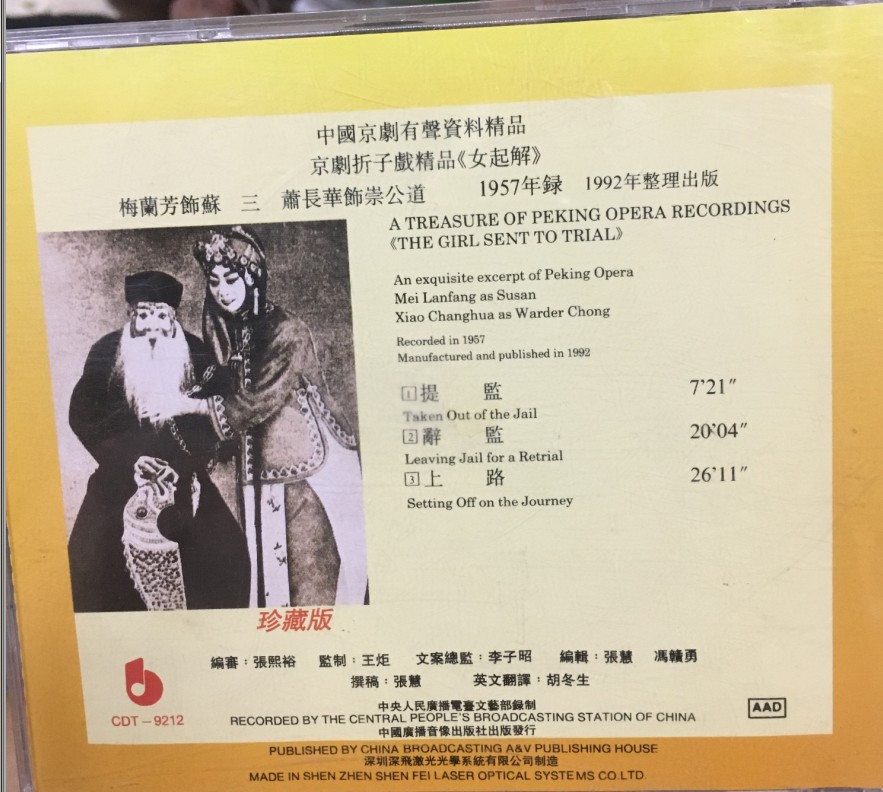 中國京劇有聲資料精品
京劇折子戲精品《女起解》
梅蘭芳飾蘇 三 蕭長華飾崇公道 1957年録 1992年整理出版
A TREASURE OF PEKING OPERA RECORDINGS
《THE GIRL SENT TO TRIAL》
An exquisite excerpt of Peking Opera
Mei Lanfang as Susan
Xiao Changhua as Warder Chong
Recorded in 1957
Manufactured and published in 1992
1 提 監 7'21"
Taken Out of the Jail
2 辭 監 20'04"
Leaving Jail for a Retrial
3 上 路 26'11"
Setting Off on the Journey
珍藏版
編審：張熙裕 監制：王炬 文案總監：李子昭 編輯：張慧 馮贛勇
撰稿：張慧 英文翻譯：胡冬生
CDT－9212
中央人民廣播電臺文藝部録制
RECORDED BY THE CENTRAL PEOPLE'S BROADCASTING STATION OF CHINA
AAD
中國廣播音像出版社出版發行
PUBLISHED BY CHINA BROADCASTING A&V PUBLISHING HOUSE
深圳深飛激光光學系統有限公司制造
MADE IN SHEN ZHEN SHEN FEI LASER OPTICAL SYSTEMS CO.LTD.